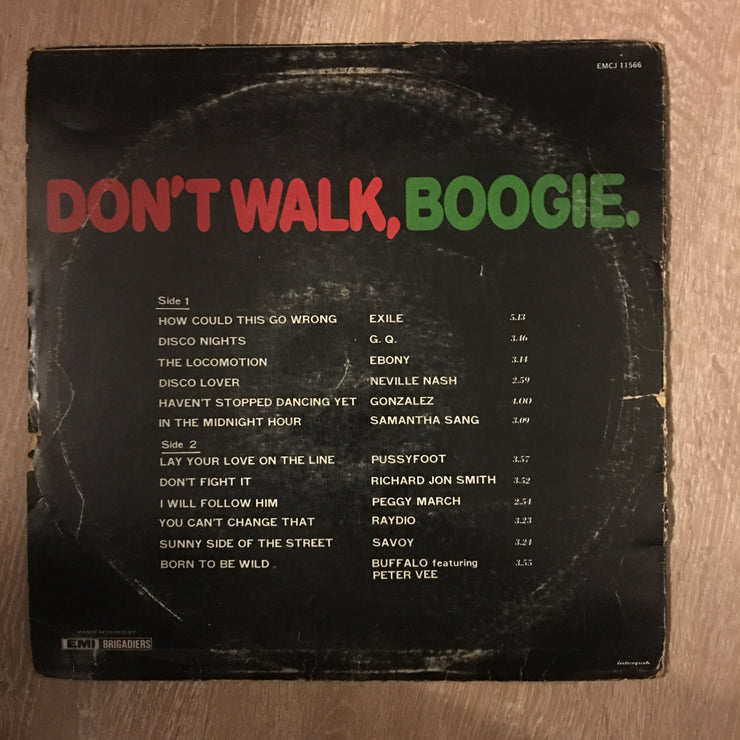 EMCJ 11566
DON'T WALK, BOOGIE.
Side 1
HOW COULD THIS GO WRONG EXILE 5.13
DISCO NIGHTS G. Q. 3.46
THE LOCOMOTION EBONY 3.14
DISCO LOVER NEVILLE NASH 2.59
HAVEN'T STOPPED DANCING YET GONZALEZ 4.00
IN THE MIDNIGHT HOUR SAMANTHA SANG 3.09
Side 2
LAY YOUR LOVE ON THE LINE PUSSYFOOT 3.57
DON'T FIGHT IT RICHARD JON SMITH 3.52
I WILL FOLLOW HIM PEGGY MARCH 2.54
YOU CAN'T CHANGE THAT RAYDIO 3.23
SUNNY SIDE OF THE STREET SAVOY 3.24
BORN TO BE WILD BUFFALO featuring 3.55
PETER VEE
MANUFACTURED BY
EMI BRIGADIERS
interpak